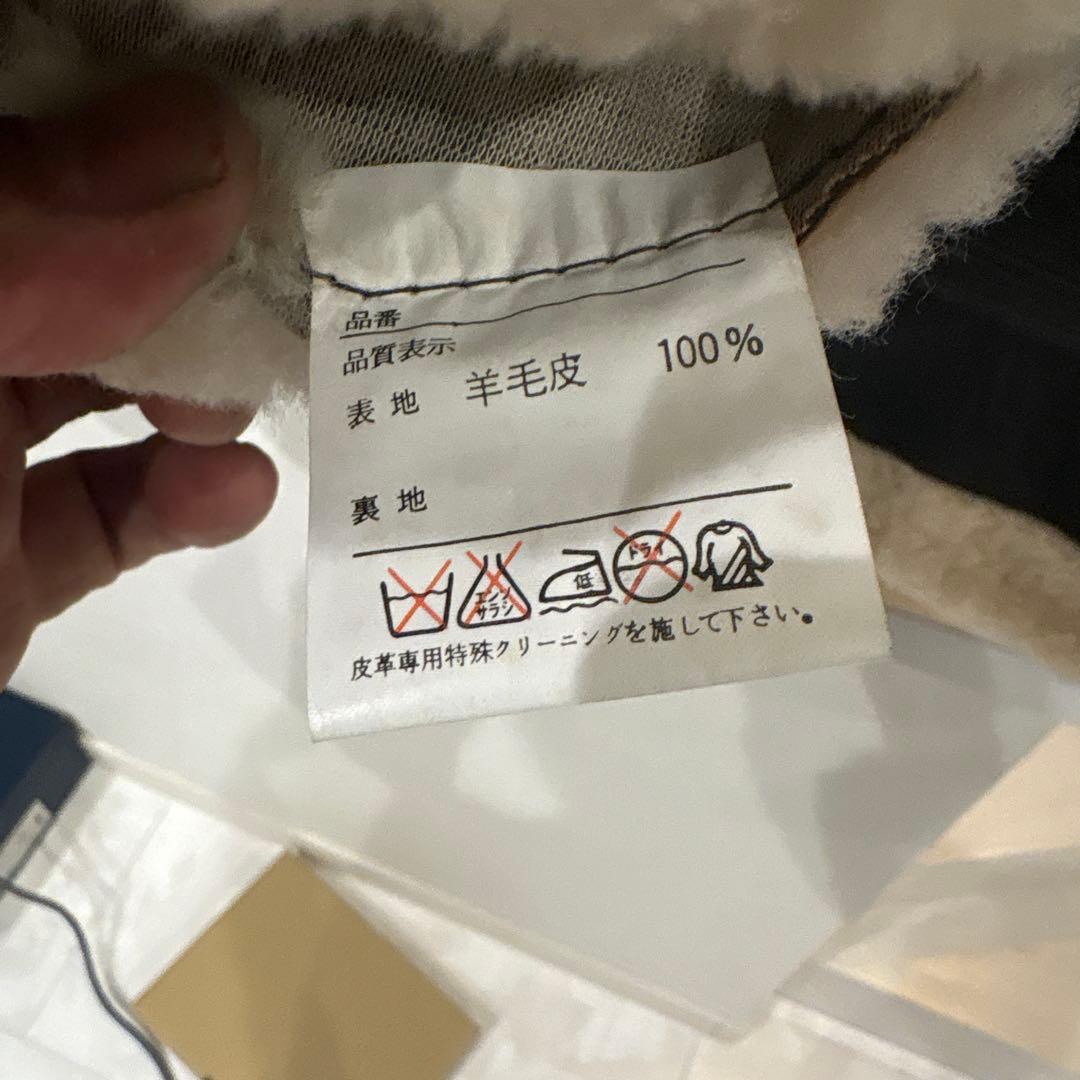 品番
品質表示
表 地 羊毛皮 100%
裏 地
エンソ
サラシ
低
ドライ
皮革専用特殊クリーニングを施して下さい。